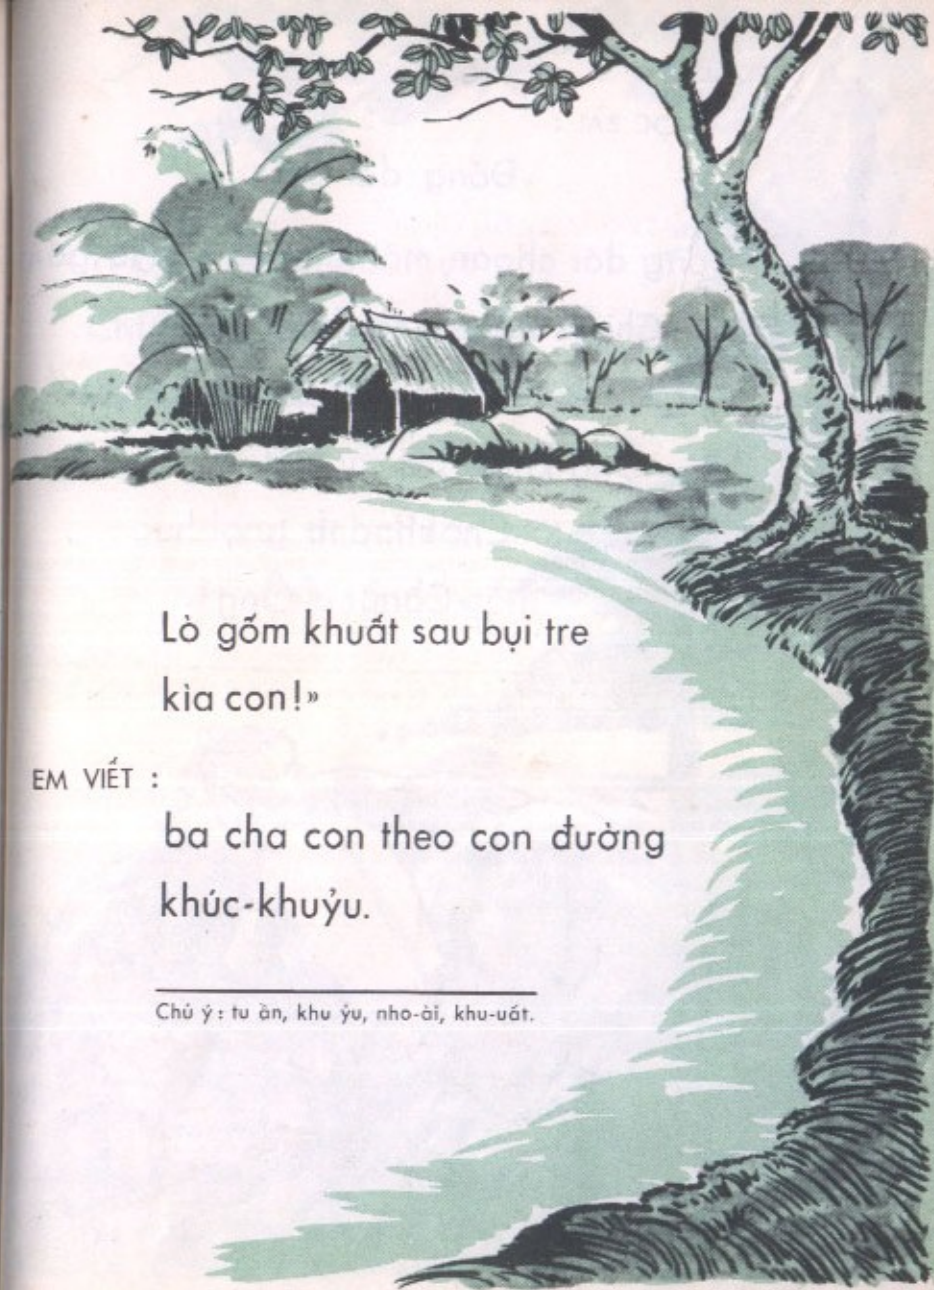 Lò gốm khuất sau bụi tre
kìa con!»
EM VIẾT :
ba cha con theo con đường
khúc-khuỷu.
Chú ý : tu ần, khu ỷu, nho-ài, khu-uất.